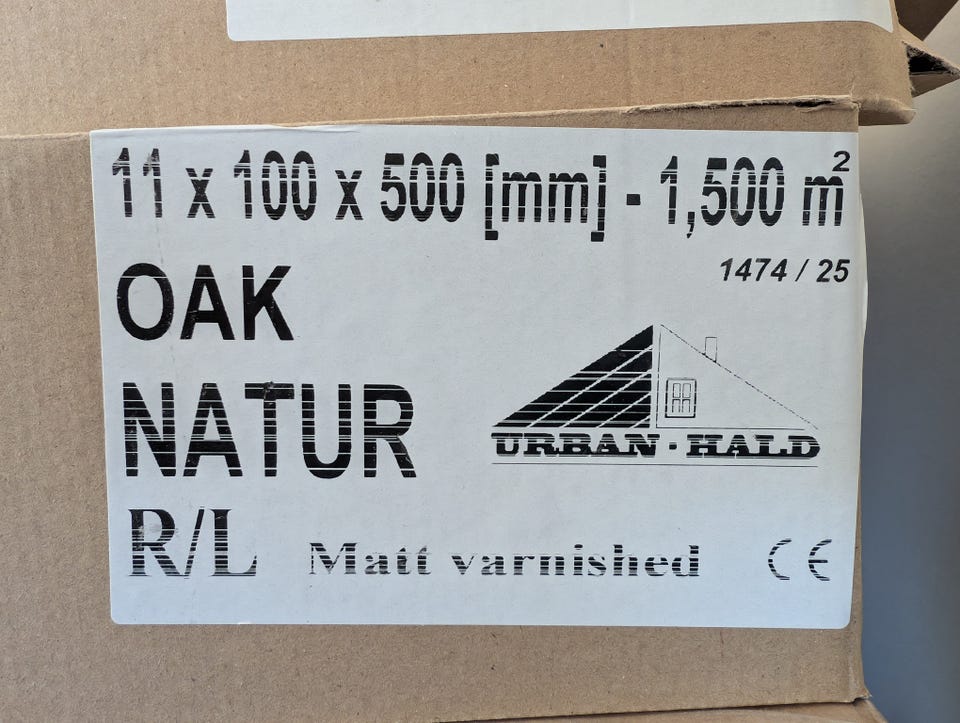 11 x 100 x 500 [mm] - 1,500 m²
1474 / 25
OAK
NATUR
URBAN · HALD
R/L Matt varnished CE